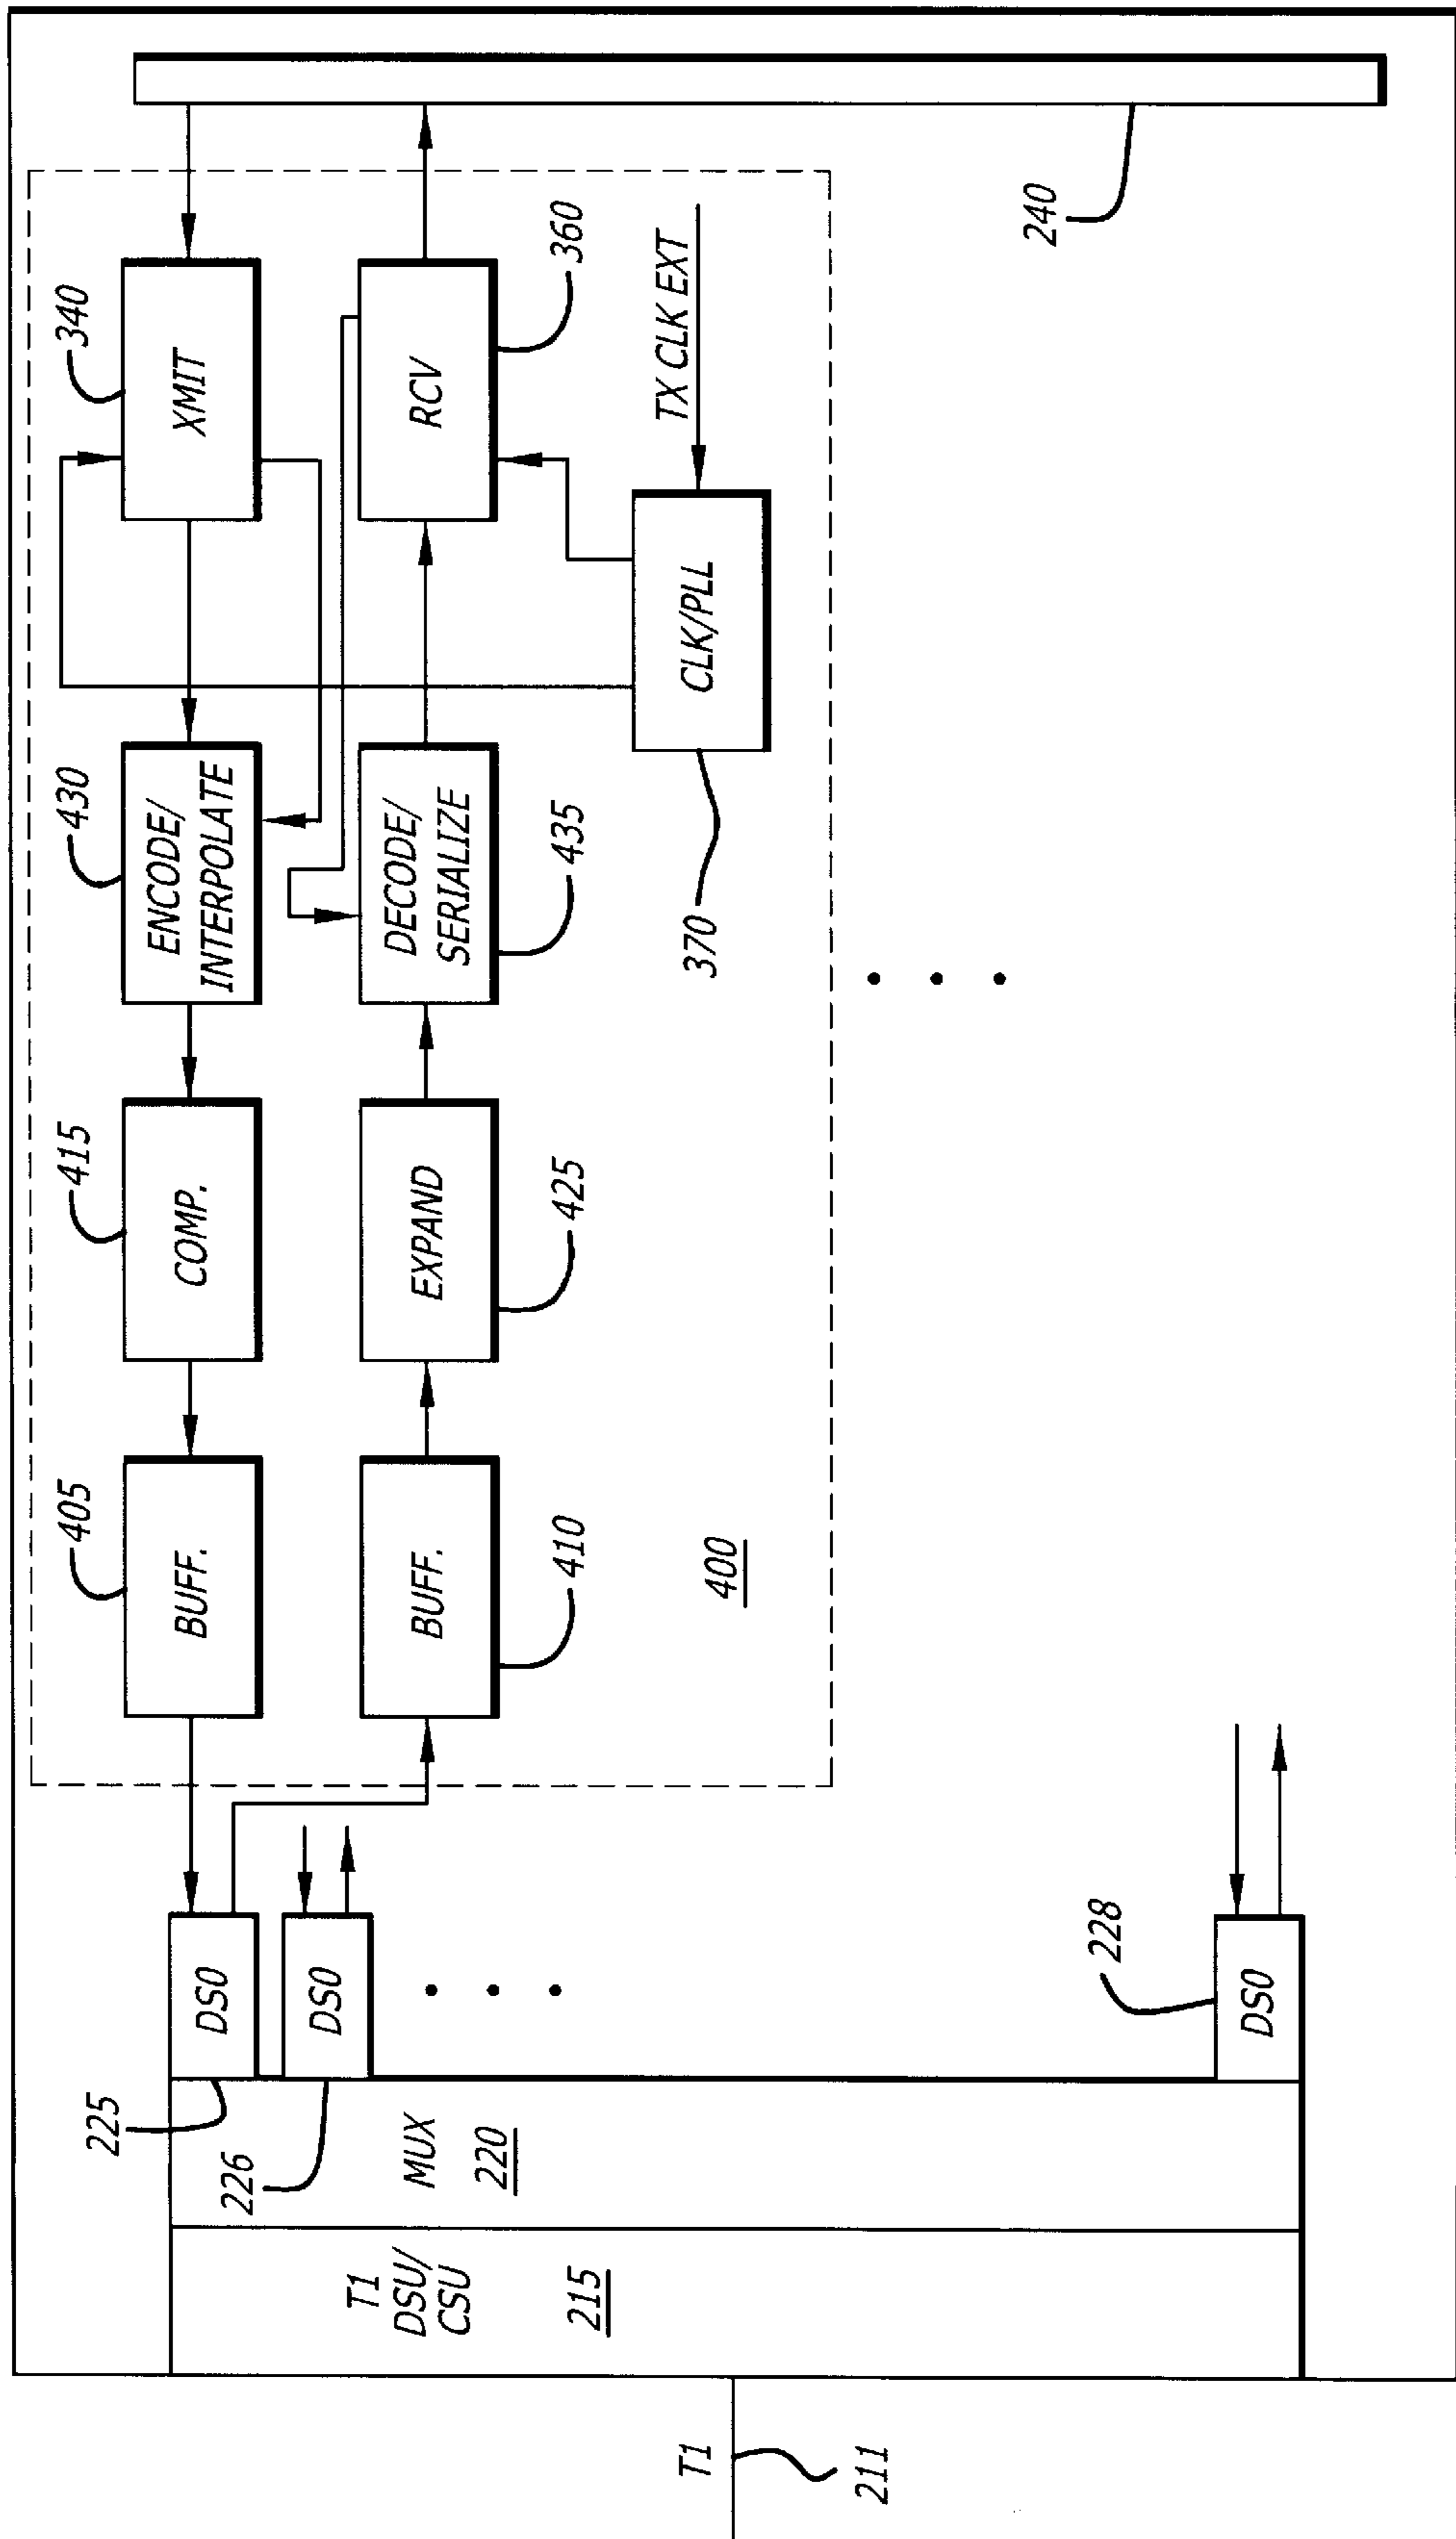 340
XMIT
430
ENCODE/
INTERPOLATE
415
COMP.
405
BUFF.
360
RCV
DECODE/
SERIALIZE
435
EXPAND
425
BUFF.
410
TX CLK EXT
CLK/PLL
370
400
240
DS0
225
DS0
226
DS0
228
MUX
220
T1
DSU/
CSU
215
T1
211